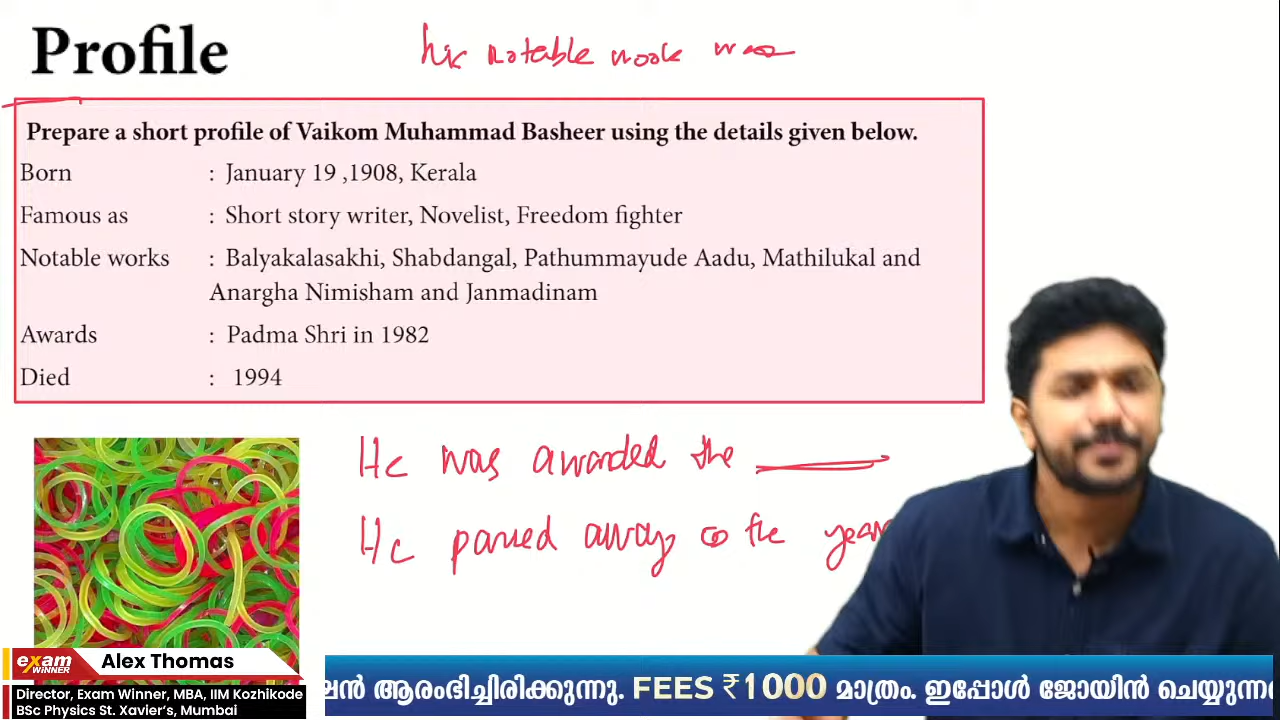 Profile
his notable work was
Prepare a short profile of Vaikom Muhammad Basheer using the details given below.
Born : January 19 ,1908, Kerala
Famous as : Short story writer, Novelist, Freedom fighter
Notable works : Balyakalasakhi, Shabdangal, Pathummayude Aadu, Mathilukal and
Anargha Nimisham and Janmadinam
Awards : Padma Shri in 1982
Died : 1994
He was awarded the
He passed away the year
exam WINNER
Alex Thomas
Director, Exam Winner, MBA, IIM Kozhikode
BSc Physics St. Xavier's, Mumbai
ആരംഭിച്ചിരിക്കുന്നു. FEES ₹1000 മാത്രം. ഇപ്പോൾ ജോയിൻ